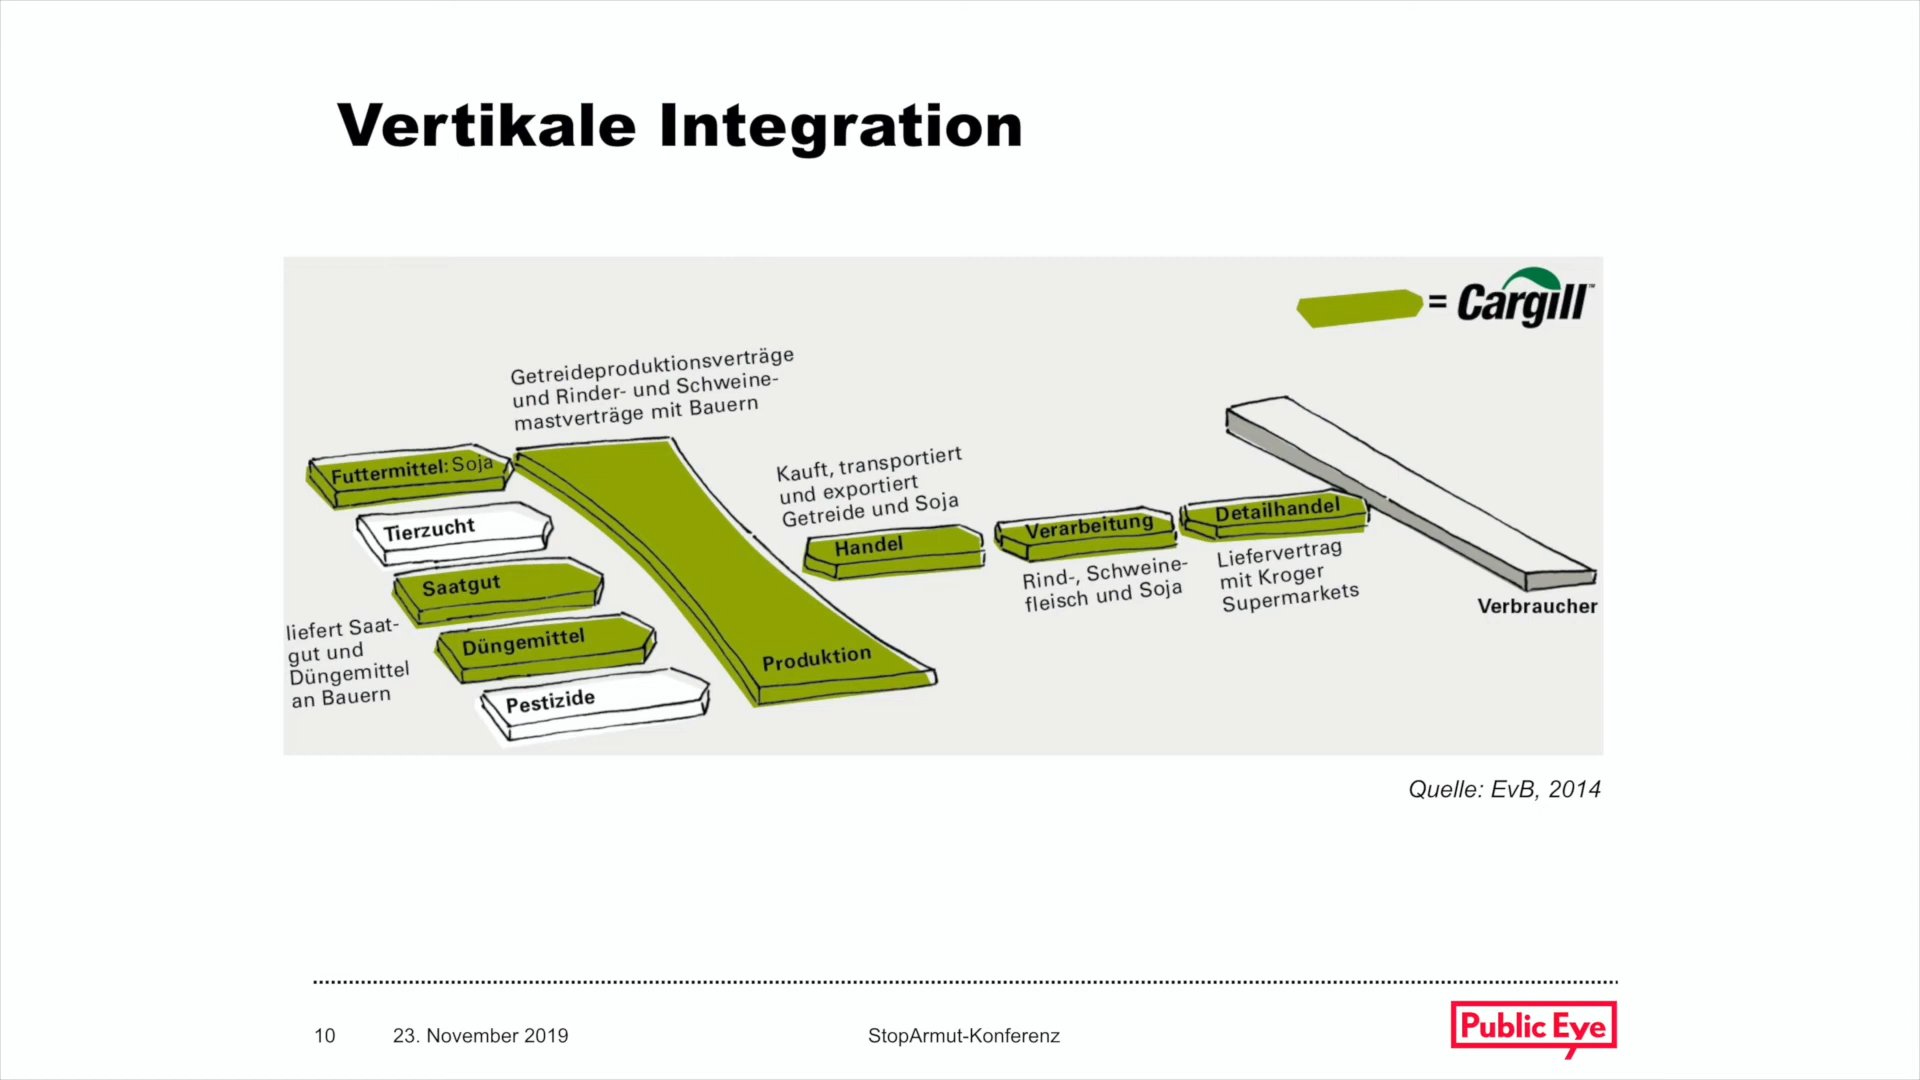 Vertikale Integration
= Cargill™
Getreideproduktionsverträge
und Rinder- und Schweine-
mastverträge mit Bauern
Futtermittel: Soja
Tierzucht
Saatgut
Düngemittel
Pestizide
liefert Saat-
gut und
Düngemittel
an Bauern
Produktion
Kauft, transportiert
und exportiert
Getreide und Soja
Handel
Verarbeitung
Rind-, Schweine-
fleisch und Soja
Detailhandel
Liefervertrag
mit Kroger
Supermarkets
Verbraucher
Quelle: EvB, 2014
10 23. November 2019 StopArmut-Konferenz
Public Eye